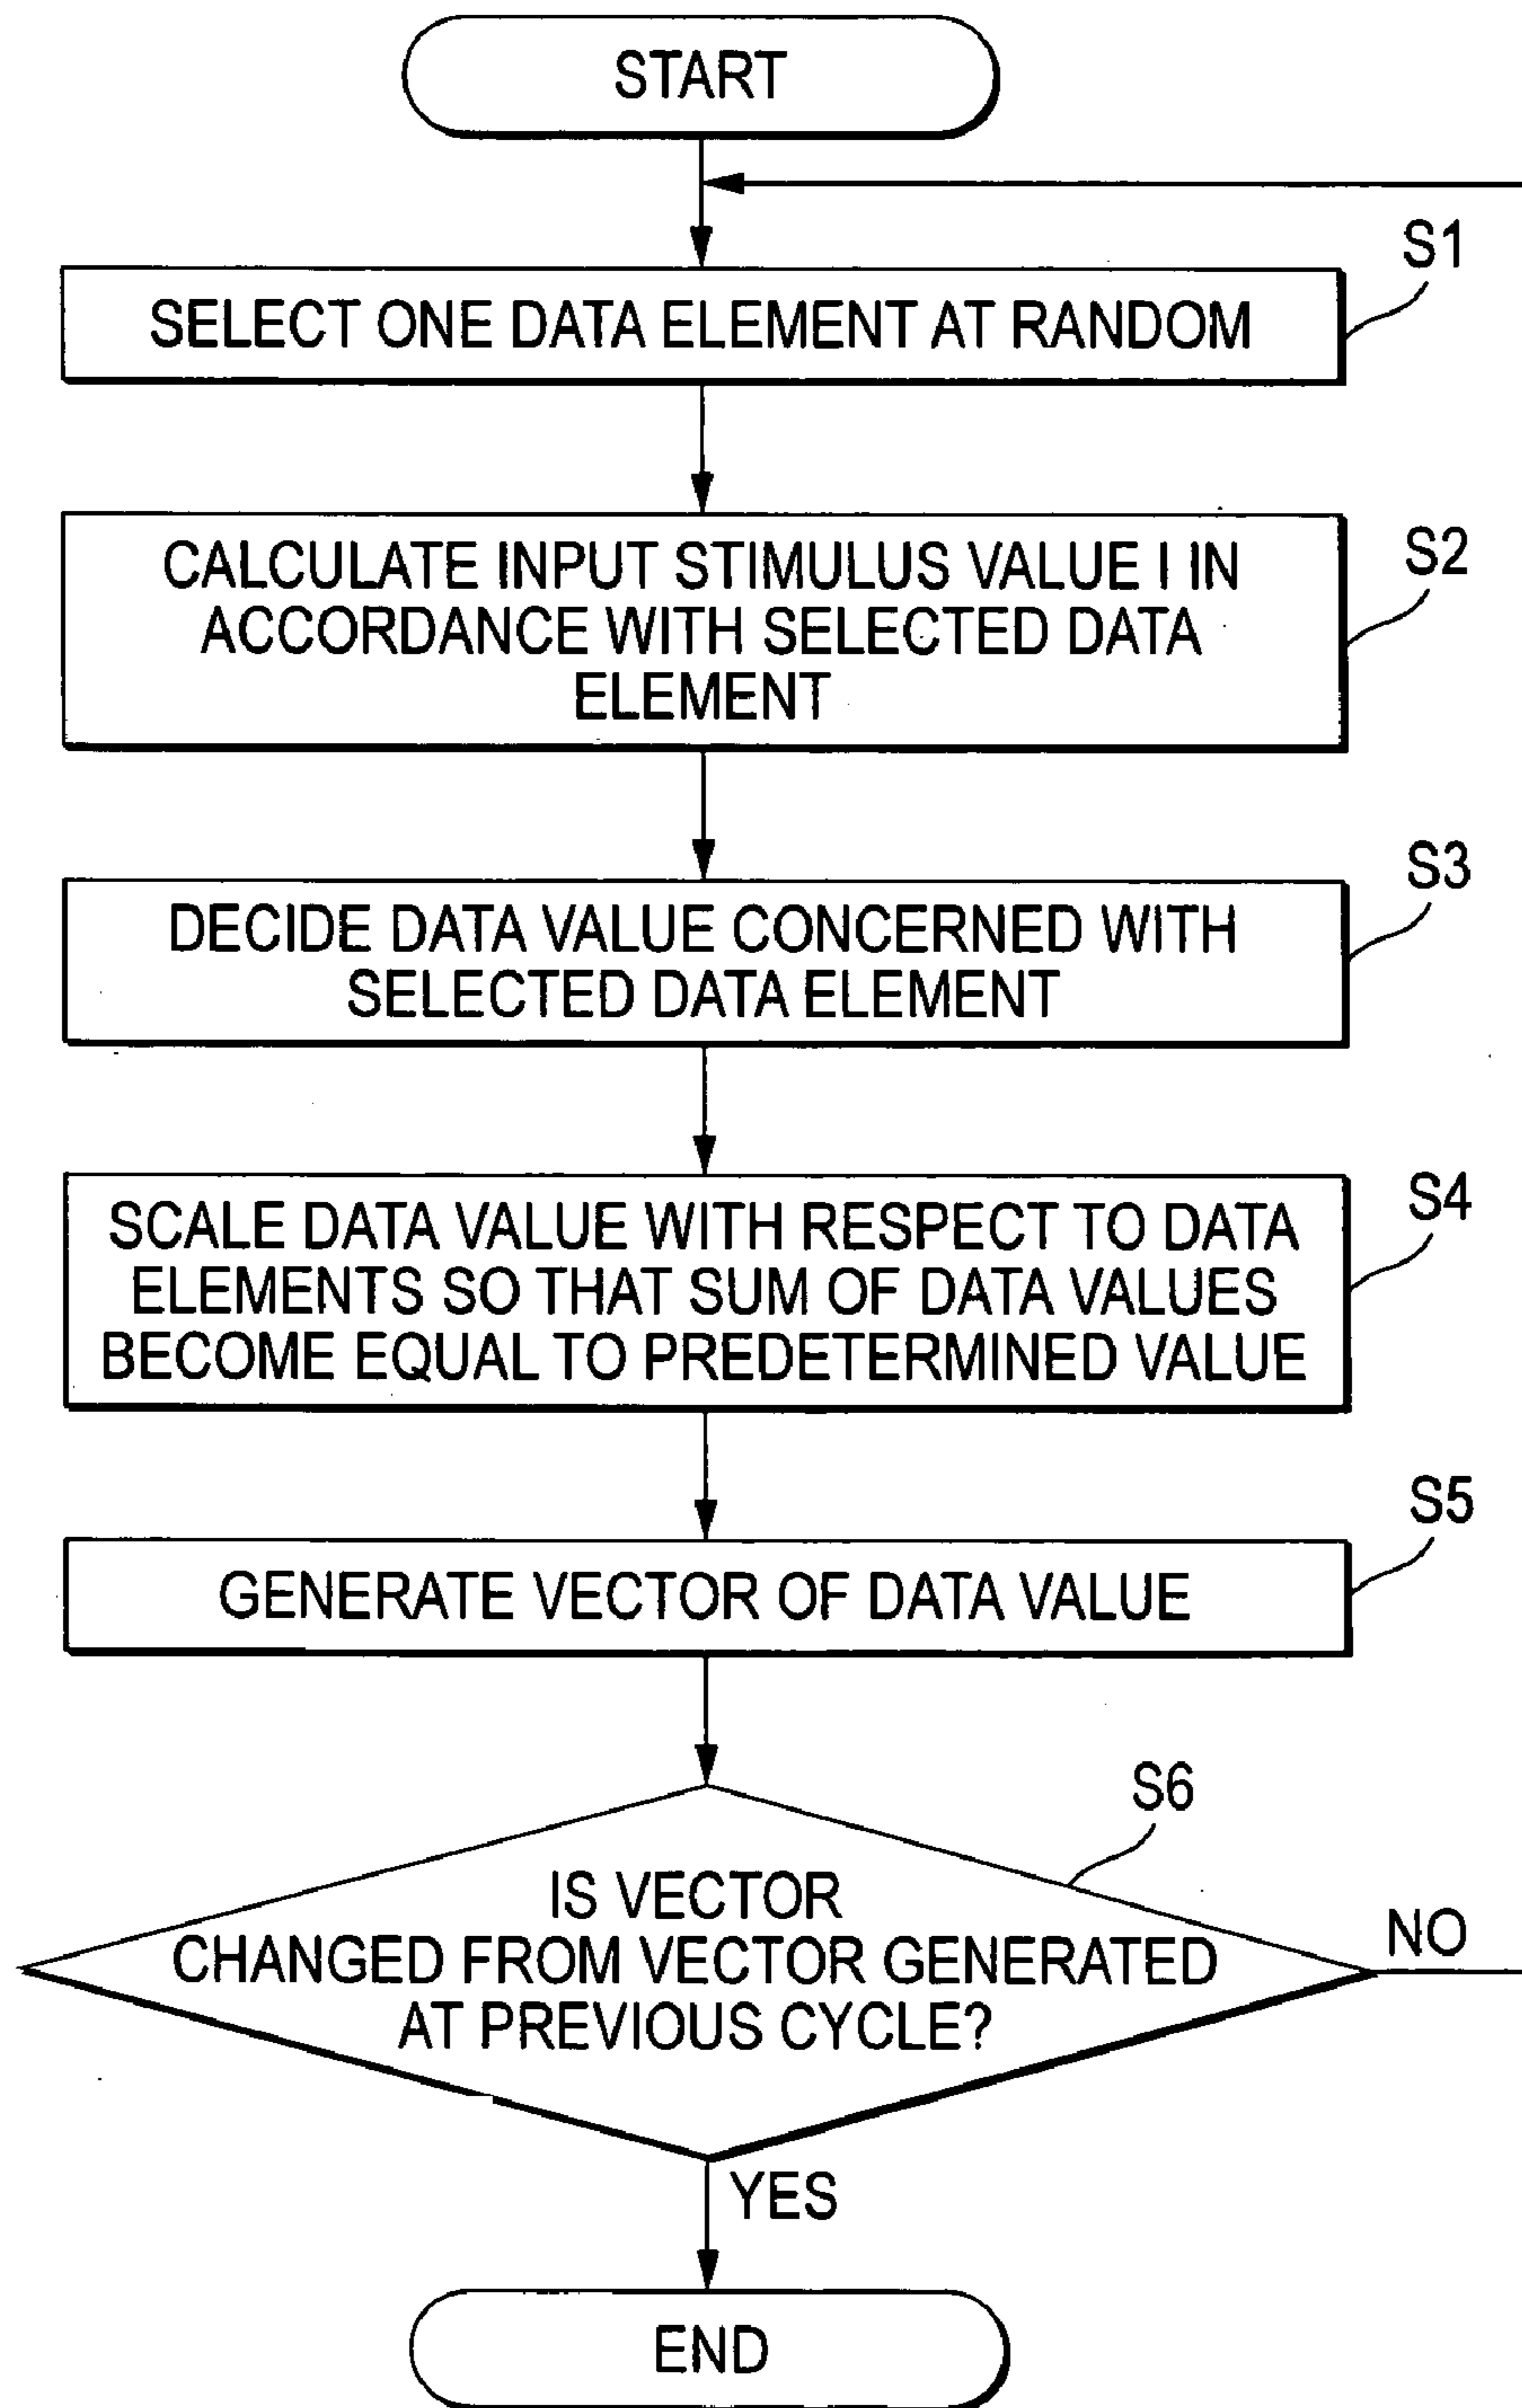 START
S1
SELECT ONE DATA ELEMENT AT RANDOM
S2
CALCULATE INPUT STIMULUS VALUE I IN
ACCORDANCE WITH SELECTED DATA
ELEMENT
S3
DECIDE DATA VALUE CONCERNED WITH
SELECTED DATA ELEMENT
S4
SCALE DATA VALUE WITH RESPECT TO DATA
ELEMENTS SO THAT SUM OF DATA VALUES
BECOME EQUAL TO PREDETERMINED VALUE
S5
GENERATE VECTOR OF DATA VALUE
S6
IS VECTOR
CHANGED FROM VECTOR GENERATED
AT PREVIOUS CYCLE?
NO
YES
END